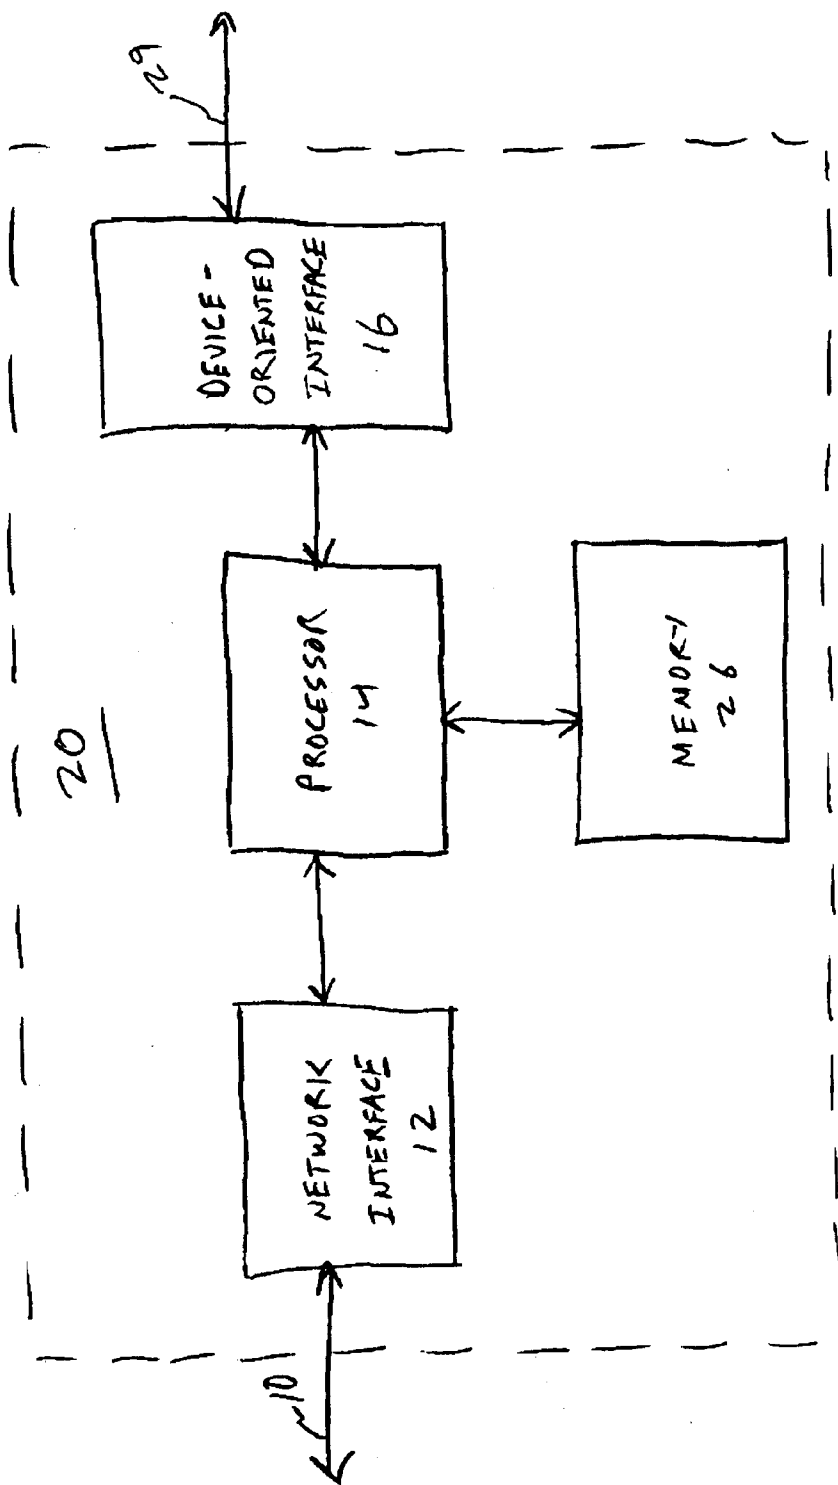 20
29
10
NETWORK
INTERFACE
12
PROCESSOR
14
DEVICE-
ORIENTED
INTERFACE
16
MEMORY
26